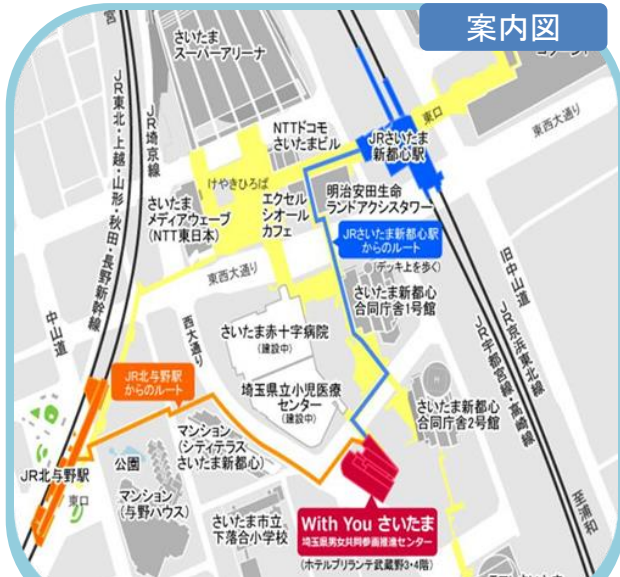 案内図
宮
さいたま
スーパーアリーナ
JR東北・上越・山形・秋田・長野新幹線
JR埼京線
NTTドコモ
さいたまビル
JRさいたま
新都心駅
東口
東西大通り
けやきひろば
さいたま
メディアウェーブ
(NTT東日本)
エクセル
シオール
カフェ
明治安田生命
ランドアクシスタワー
JRさいたま新都心駅
からのルート
(デッキ上を歩く)
東西大通り
旧中山道
さいたま新都心
合同庁舎1号館
中山道
西大通り
さいたま赤十字病院
(建設中)
JR京浜東北線
JR宇都宮線・高崎線
JR北与野駅
からのルート
埼玉県立小児医療
センター
(建設中)
さいたま新都心
合同庁舎2号館
H
マンション
(シティテラス
さいたま新都心)
公園
JR北与野駅
東口
マンション
(与野ハウス)
さいたま市立
下落合小学校
With You さいたま
埼玉県男女共同参画推進センター
(ホテルブリランテ武蔵野3・4階)
至浦和